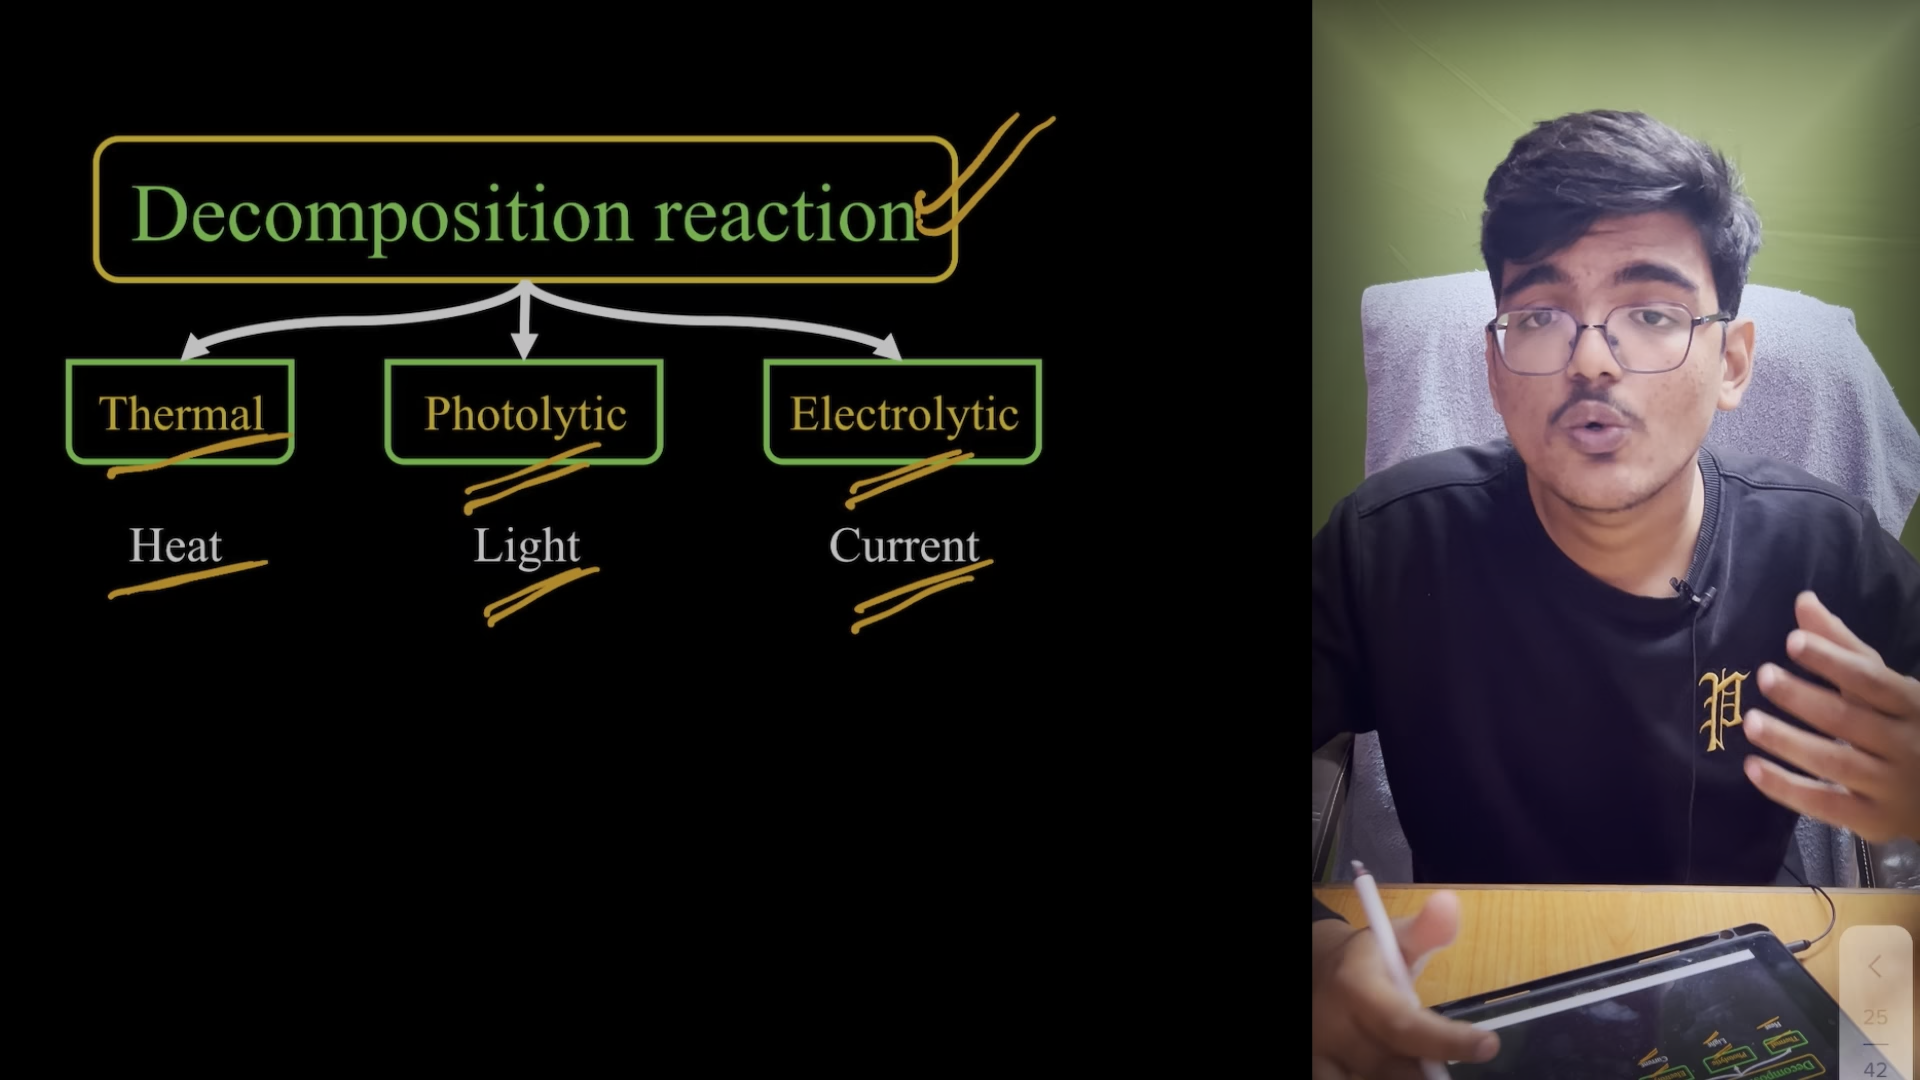 Decomposition reaction
Thermal
Photolytic
Electrolytic
Heat
Light
Current
P
25
42